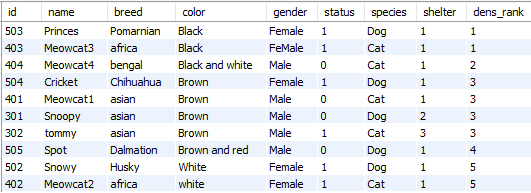 id name breed color gender status species shelter dens_rank
503 Princes Pomarnian Black Female 1 Dog 1 1
403 Meowcat3 africa Black FeMale 1 Cat 1 1
404 Meowcat4 bengal Black and white Male 0 Cat 1 2
504 Cricket Chihuahua Brown Female 1 Dog 1 3
401 Meowcat1 asian Brown Male 0 Cat 1 3
301 Snoopy asian Brown Male 0 Dog 2 3
302 tommy asian Brown Male 1 Cat 3 3
505 Spot Dalmation Brown and red Male 0 Dog 1 4
502 Snowy Husky White Female 1 Dog 1 5
402 Meowcat2 africa white Female 1 Cat 1 5